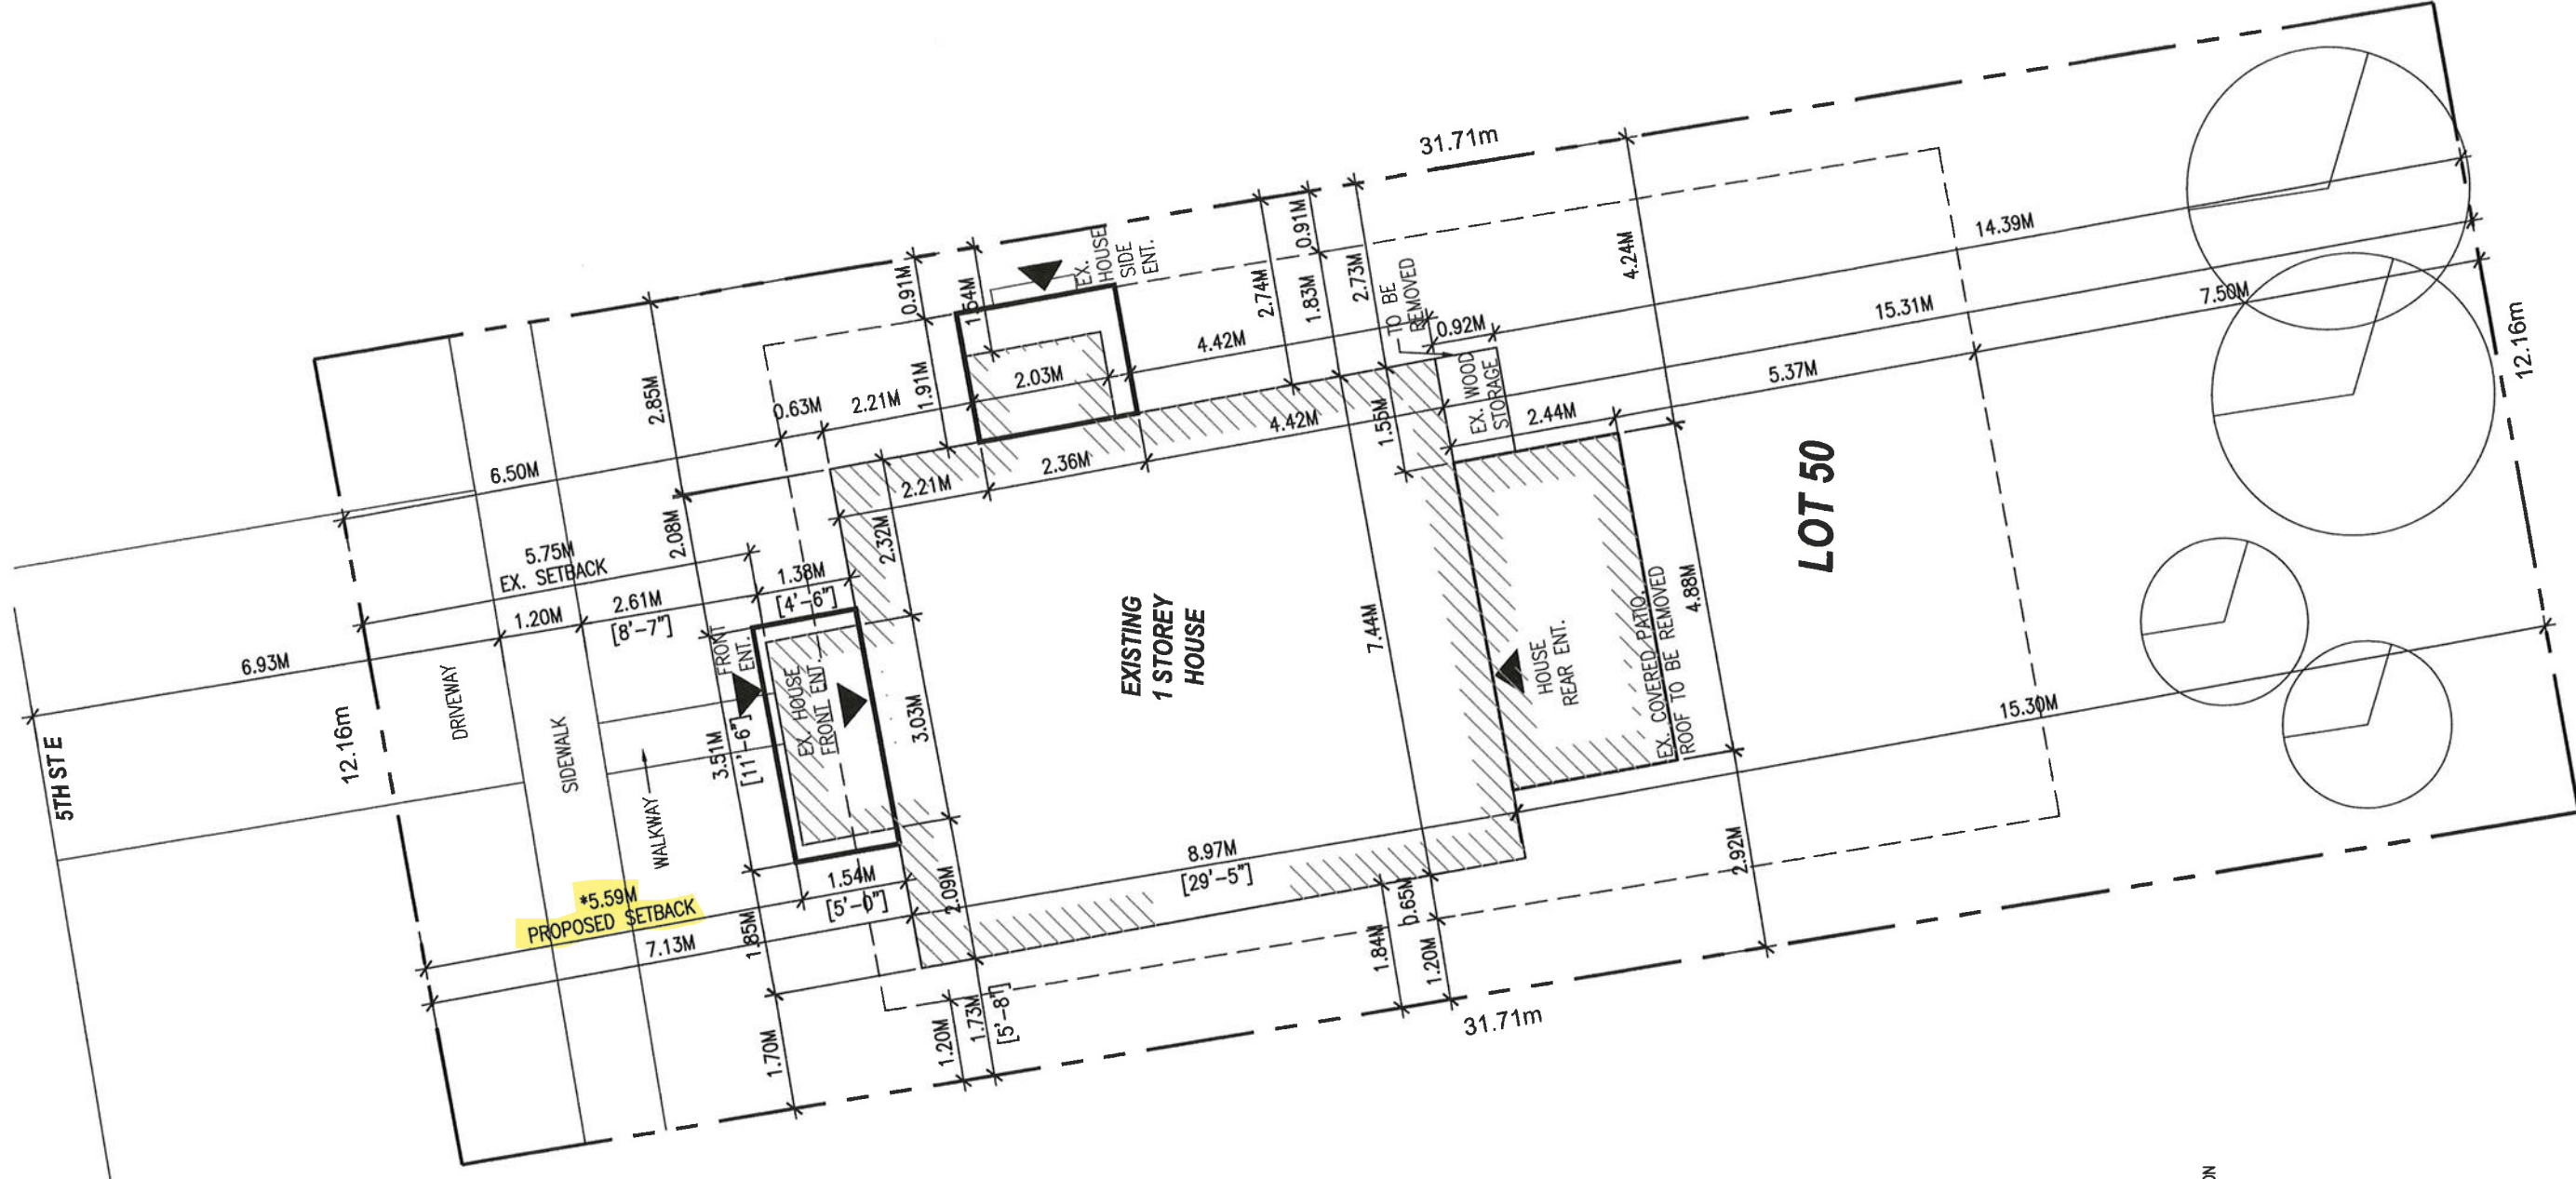 31.71m
14.39M
15.31M
7.50M
12.16m
5.37M
4.24M
LOT 50
0.91M
1.54M
EX.
HOUSE
SIDE
ENT.
2.74M
0.91M
1.83M
2.73M
TO BE
REMOVED
0.92M
EX. WOOD
STORAGE
4.42M
2.03M
1.91M
2.85M
0.63M
2.21M
6.50M
4.42M
1.55M
2.44M
2.36M
2.21M
2.08M
2.32M
5.75M
EX. SETBACK
1.38M
[4'-6"]
1.20M
2.61M
[8'-7"]
6.93M
5TH ST E
12.16m
DRIVEWAY
SIDEWALK
WALKWAY
FRONT
ENT.
EX. HOUSE
FRONT ENT.
3.51M
[11'-6"]
3.03M
EXISTING
1 STOREY
HOUSE
7.44M
HOUSE
REAR ENT.
EX. COVERED PATIO.
ROOF TO BE REMOVED
4.88M
15.30M
2.92M
8.97M
[29'-5"]
1.54M
[5'-0"]
2.09M
*5.59M
PROPOSED SETBACK
7.13M
1.85M
1.70M
1.20M
1.73M
[5'-8"]
1.84M
0.65M
1.20M
31.71m
ON